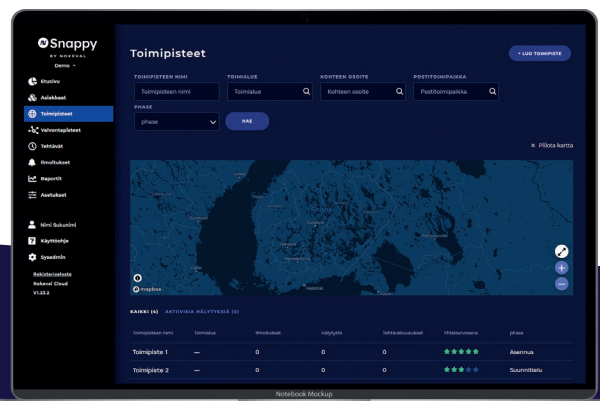 Snappy
BY NOKEVAL
Demo
Etusivu
Asiakkaat
Toimipisteet
Valvontapisteet
Tehtävät
Ilmoitukset
Raportit
Asetukset
Nimi Sukunimi
Käyttöohje
Sysadmin
Rekisteriseloste
Nokeval Cloud
V1.23.2
Toimipisteet
+ LUO TOIMIPISTE
TOIMIPISTEEN NIMI TOIMIALUE KOHTEEN OSOITE POSTITOIMIPAIKKA
Toimipisteen nimi Toimialue Kohteen osoite Postitoimipaikka
PHASE
phase HAE
× Piilota kartta
mapbox
KAIKKI (4) AKTIIVISIA HÄLYTYKSIÄ (0)
Toimipisteen nimi Toimialue Ilmoitukset Hälytystä Tehtäväkuvaukset Yhteisarvosana phase
Toimipiste 1 — 0 0 0 Asennus
Toimipiste 2 — 0 0 0 Suunnittelu
Notebook Mockup